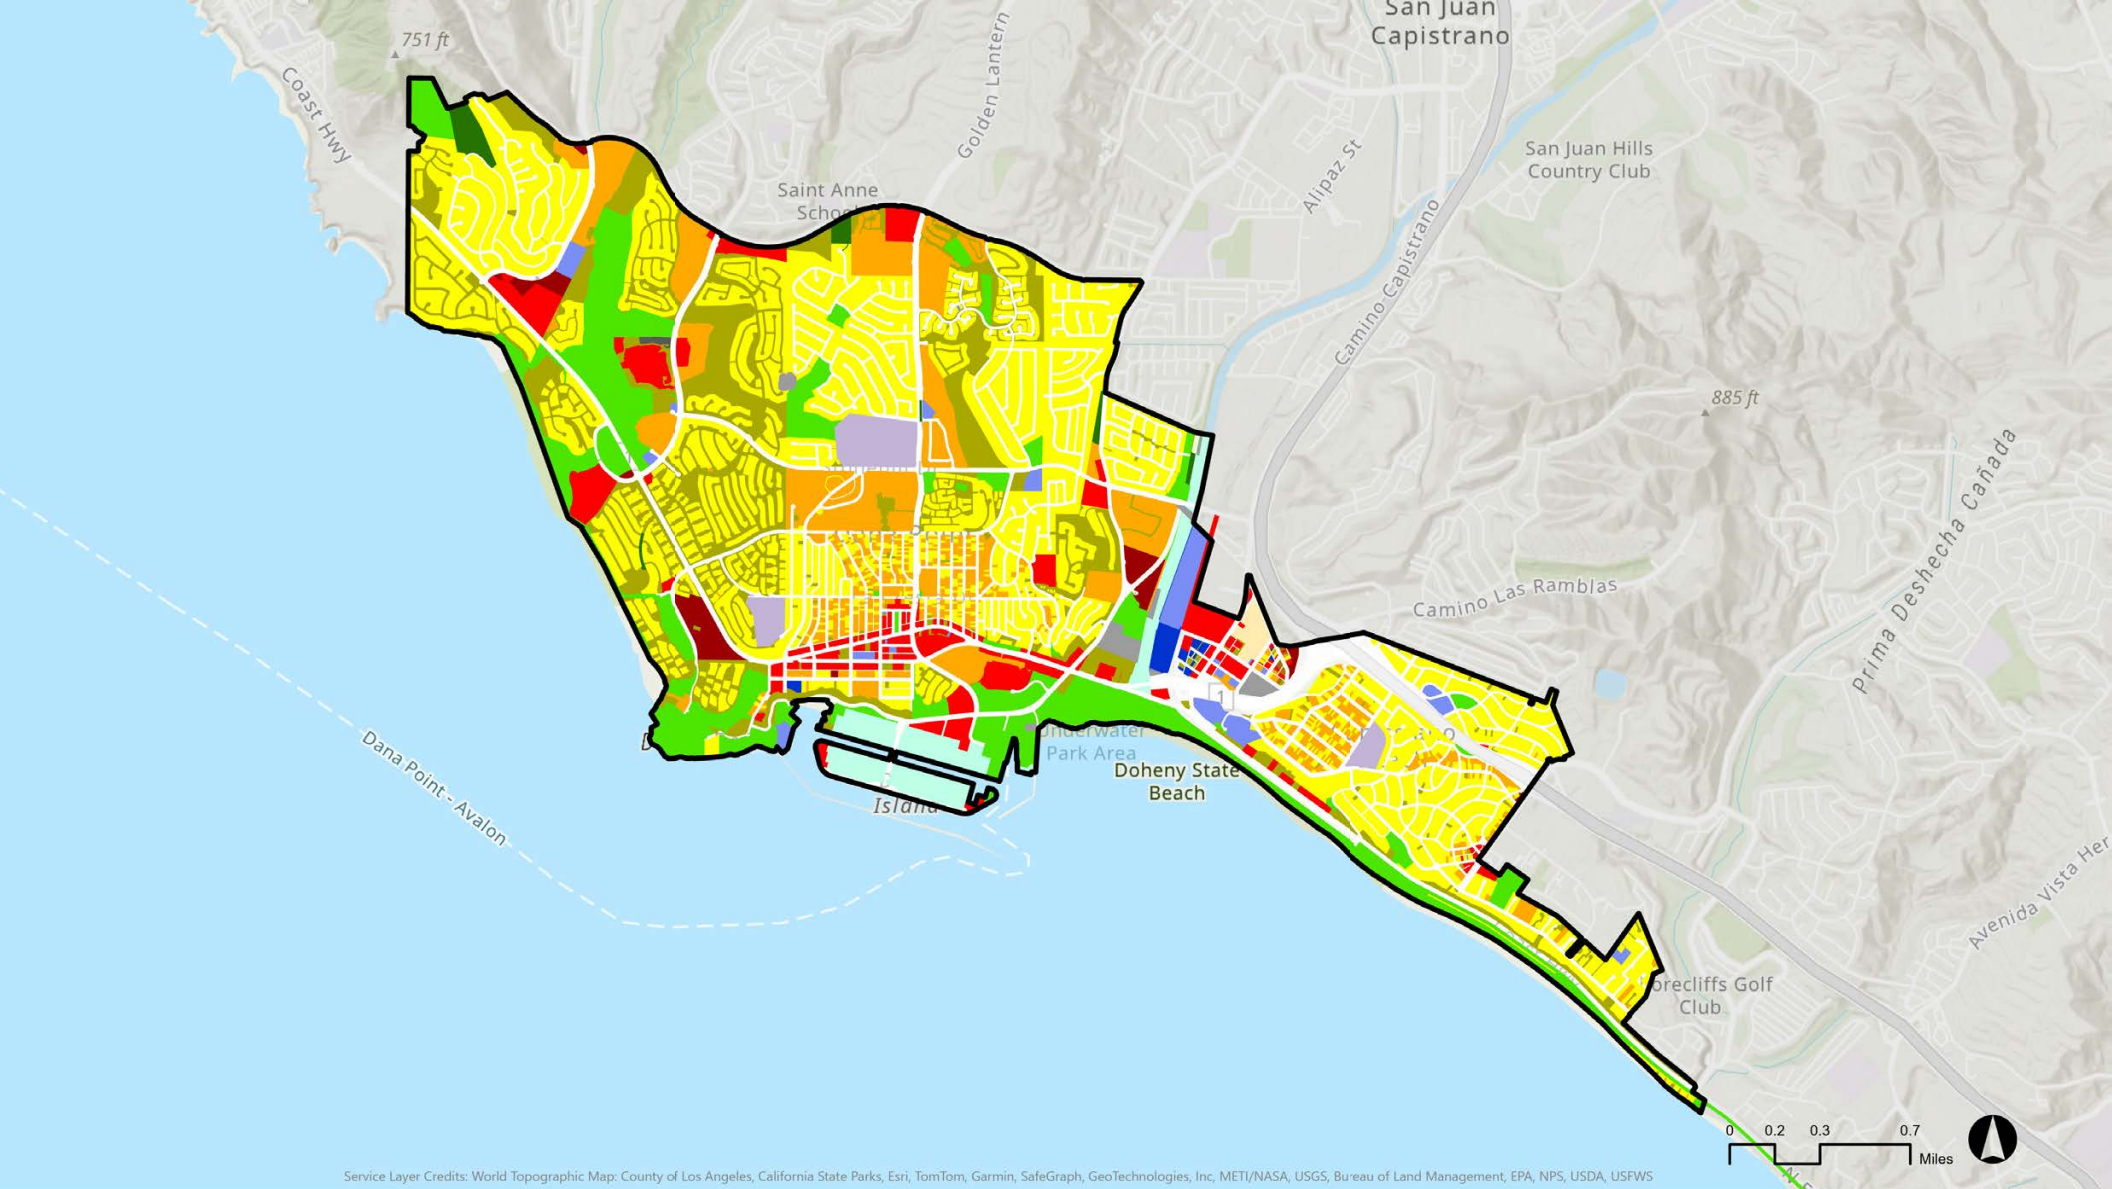 San Juan
Capistrano
751 ft
Coast Hwy
Golden Lantern
Alipaz St
San Juan Hills
Country Club
Saint Anne
School
Camino Capistrano
885 ft
Prima Deshecha Cañada
Camino Las Ramblas
1
Underwater
Park Area
Doheny State
Beach
Island
Dana Point - Avalon
Avenida Vista Her
orecliffs Golf
Club
0 0.2 0.3 0.7
Miles
Service Layer Credits: World Topographic Map: County of Los Angeles, California State Parks, Esri, TomTom, Garmin, SafeGraph, GeoTechnologies, Inc, METI/NASA, USGS, Bureau of Land Management, EPA, NPS, USDA, USFWS